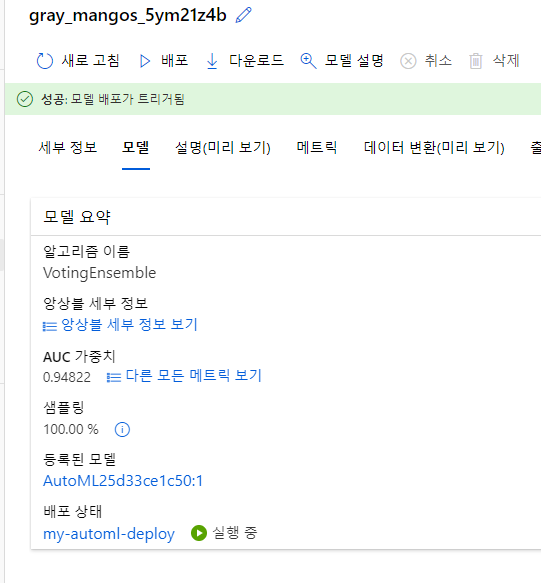 gray_mangos_5ym21z4b
새로 고침 배포 다운로드 모델 설명 취소 삭제
성공: 모델 배포가 트리거됨
세부 정보 모델 설명(미리 보기) 메트릭 데이터 변환(미리 보기)
모델 요약
알고리즘 이름
VotingEnsemble
앙상블 세부 정보
앙상블 세부 정보 보기
AUC 가중치
0.94822 다른 모든 메트릭 보기
샘플링
100.00 %
등록된 모델
AutoML25d33ce1c50:1
배포 상태
my-automl-deploy 실행 중